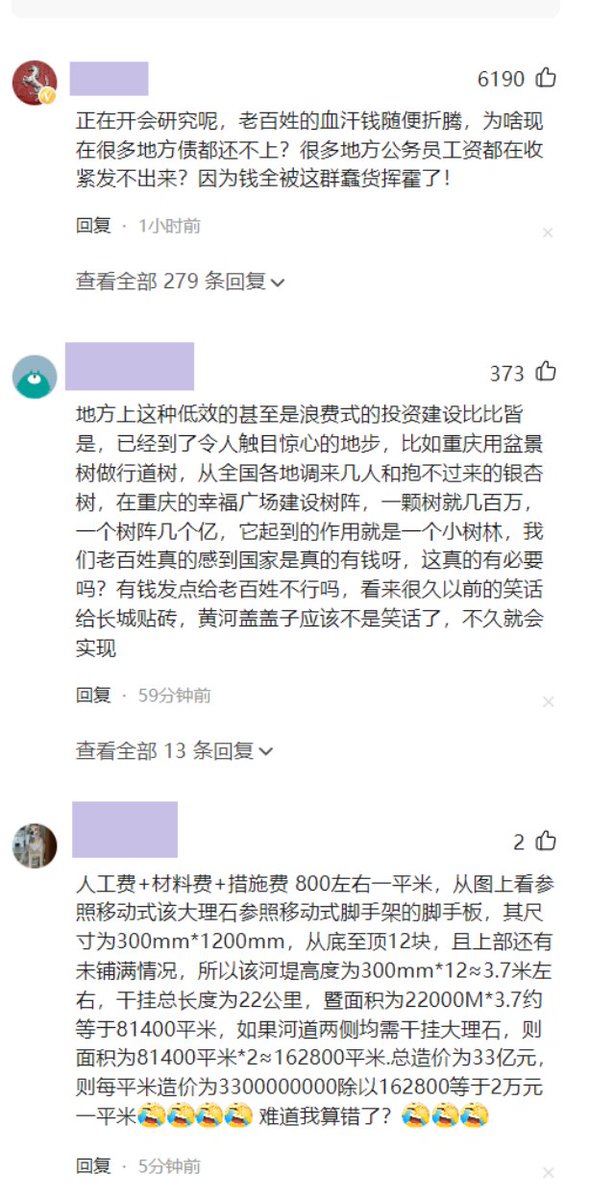 6190
正在开会研究呢，老百姓的血汗钱随便折腾，为啥现
在很多地方债都还不上？很多地方公务员工资都在收
紧发不出来？因为钱全被这群蠢货挥霍了！
回复 · 1小时前
查看全部 279 条回复
373
地方上这种低效的甚至是浪费式的投资建设比比皆
是，已经到了令人触目惊心的地步，比如重庆用盆景
树做行道树，从全国各地调来几人和抱不过来的银杏
树，在重庆的幸福广场建设树阵，一颗树就几百万，
一个树阵几个亿，它起到的作用就是一个小树林，我
们老百姓真的感到国家是真的有钱呀，这真的有必要
吗？有钱发点给老百姓不行吗，看来很久以前的笑话
给长城贴砖，黄河盖盖子应该不是笑话了，不久就会
实现
回复 · 59分钟前
查看全部 13 条回复
2
人工费+材料费+措施费 800左右一平米，从图上看参
照移动式该大理石参照移动式脚手架的脚手板，其尺
寸为300mm*1200mm，从底至顶12块，且上部还有
未铺满情况，所以该河堤高度为300mm*12≈3.7米左
右，干挂总长度为22公里，暨面积为22000M*3.7约
等于81400平米，如果河道两侧均需干挂大理石，则
面积为81400平米*2≈162800平米.总造价为33亿元，
则每平米造价为3300000000除以162800等于2万元
一平米😂😂😂😂 难道我算错了？😂😂😂
回复 · 5分钟前